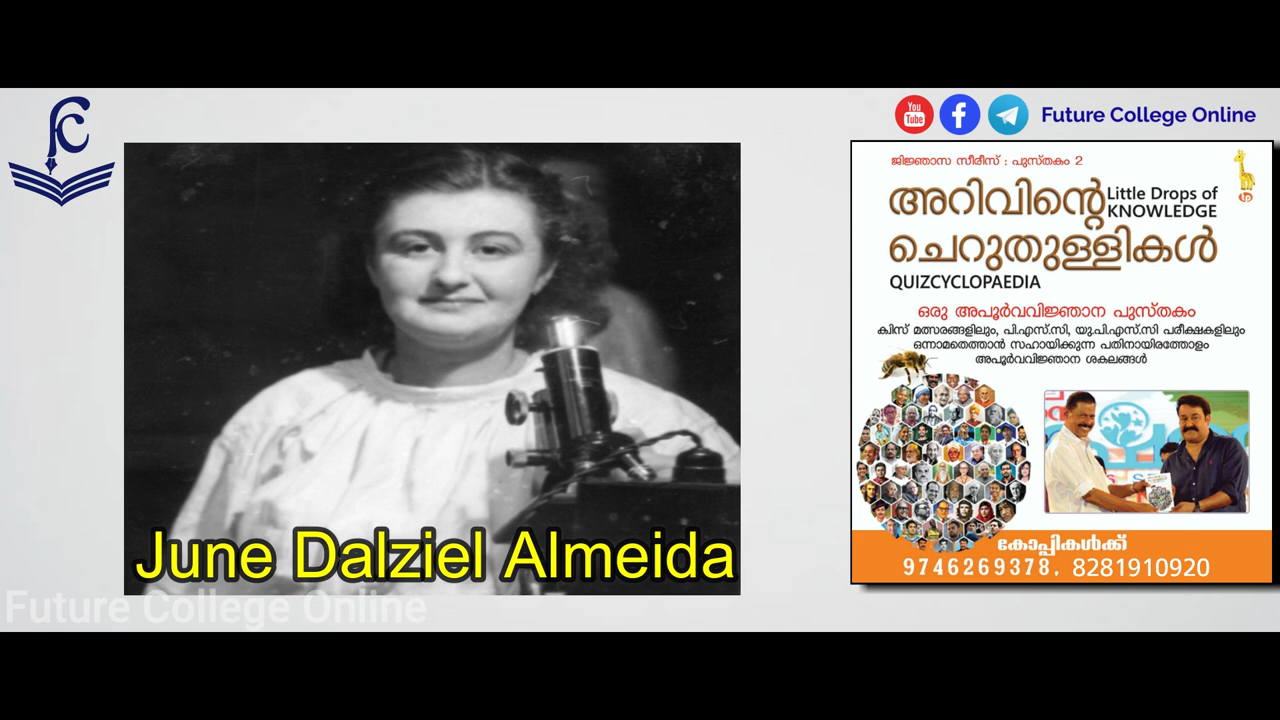 You
Tube
Future College Online
ജിജ്ഞാസ സീരീസ് : പുസ്തകം 2
അറിവിന്റെ
Little Drops of
KNOWLEDGE
ചെറുതുള്ളികൾ
QUIZCYCLOPAEDIA
ഒരു അപൂർവവിജ്ഞാന പുസ്തകം
ക്വിസ് മത്സരങ്ങളിലും, പി.എസ്.സി, യു.പി.എസ്.സി പരീക്ഷകളിലും
ഒന്നാമതെത്താൻ സഹായിക്കുന്ന പതിനായിരത്തോളം
അപൂർവവിജ്ഞാന ശകലങ്ങൾ
കോപ്പികൾക്ക്
9746269378, 8281910920
June Dalziel Almeida
Future College Online